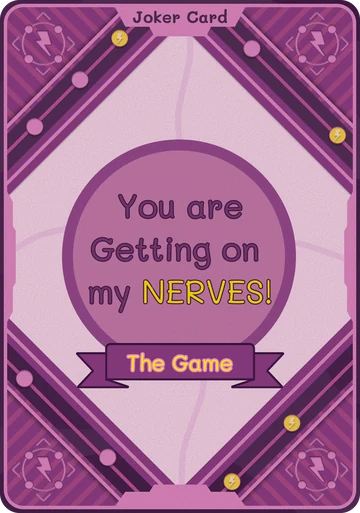 Joker Card
You are
Getting on
my NERVES!
The Game